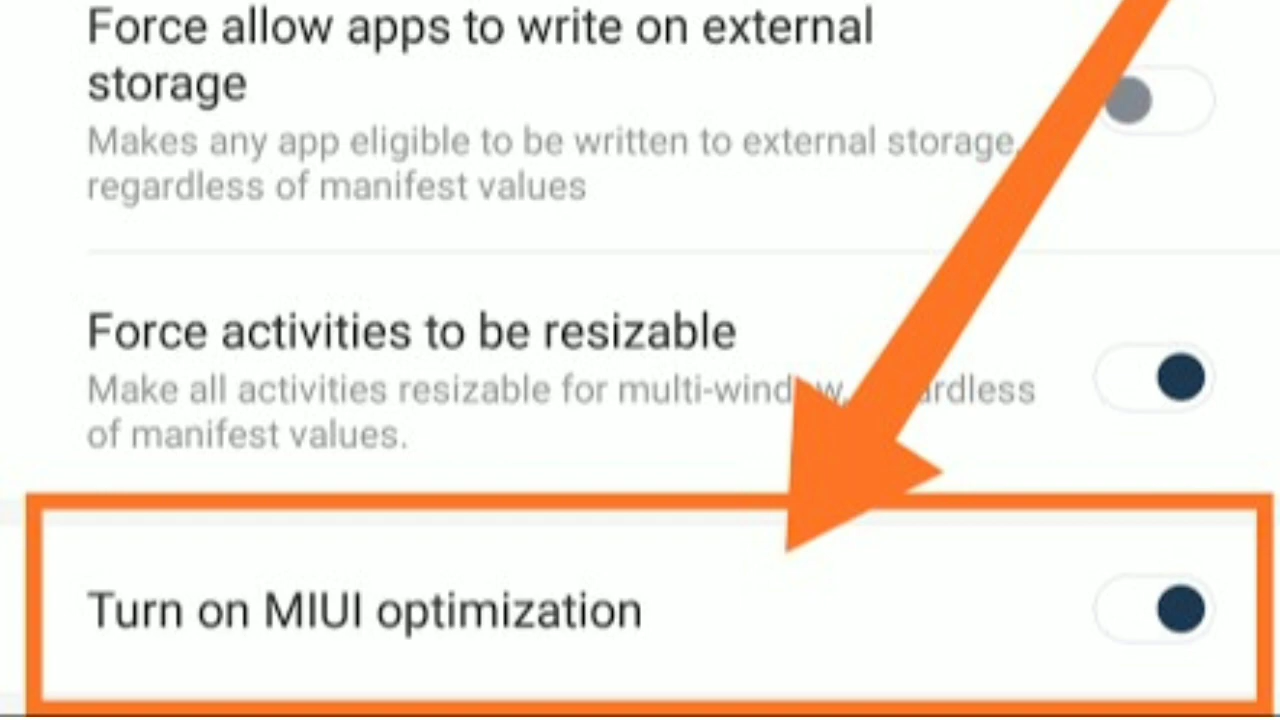 Force allow apps to write on external
storage
Makes any app eligible to be written to external storage,
regardless of manifest values
Force activities to be resizable
Make all activities resizable for
of manifest values.
Turn on MIUI optimization